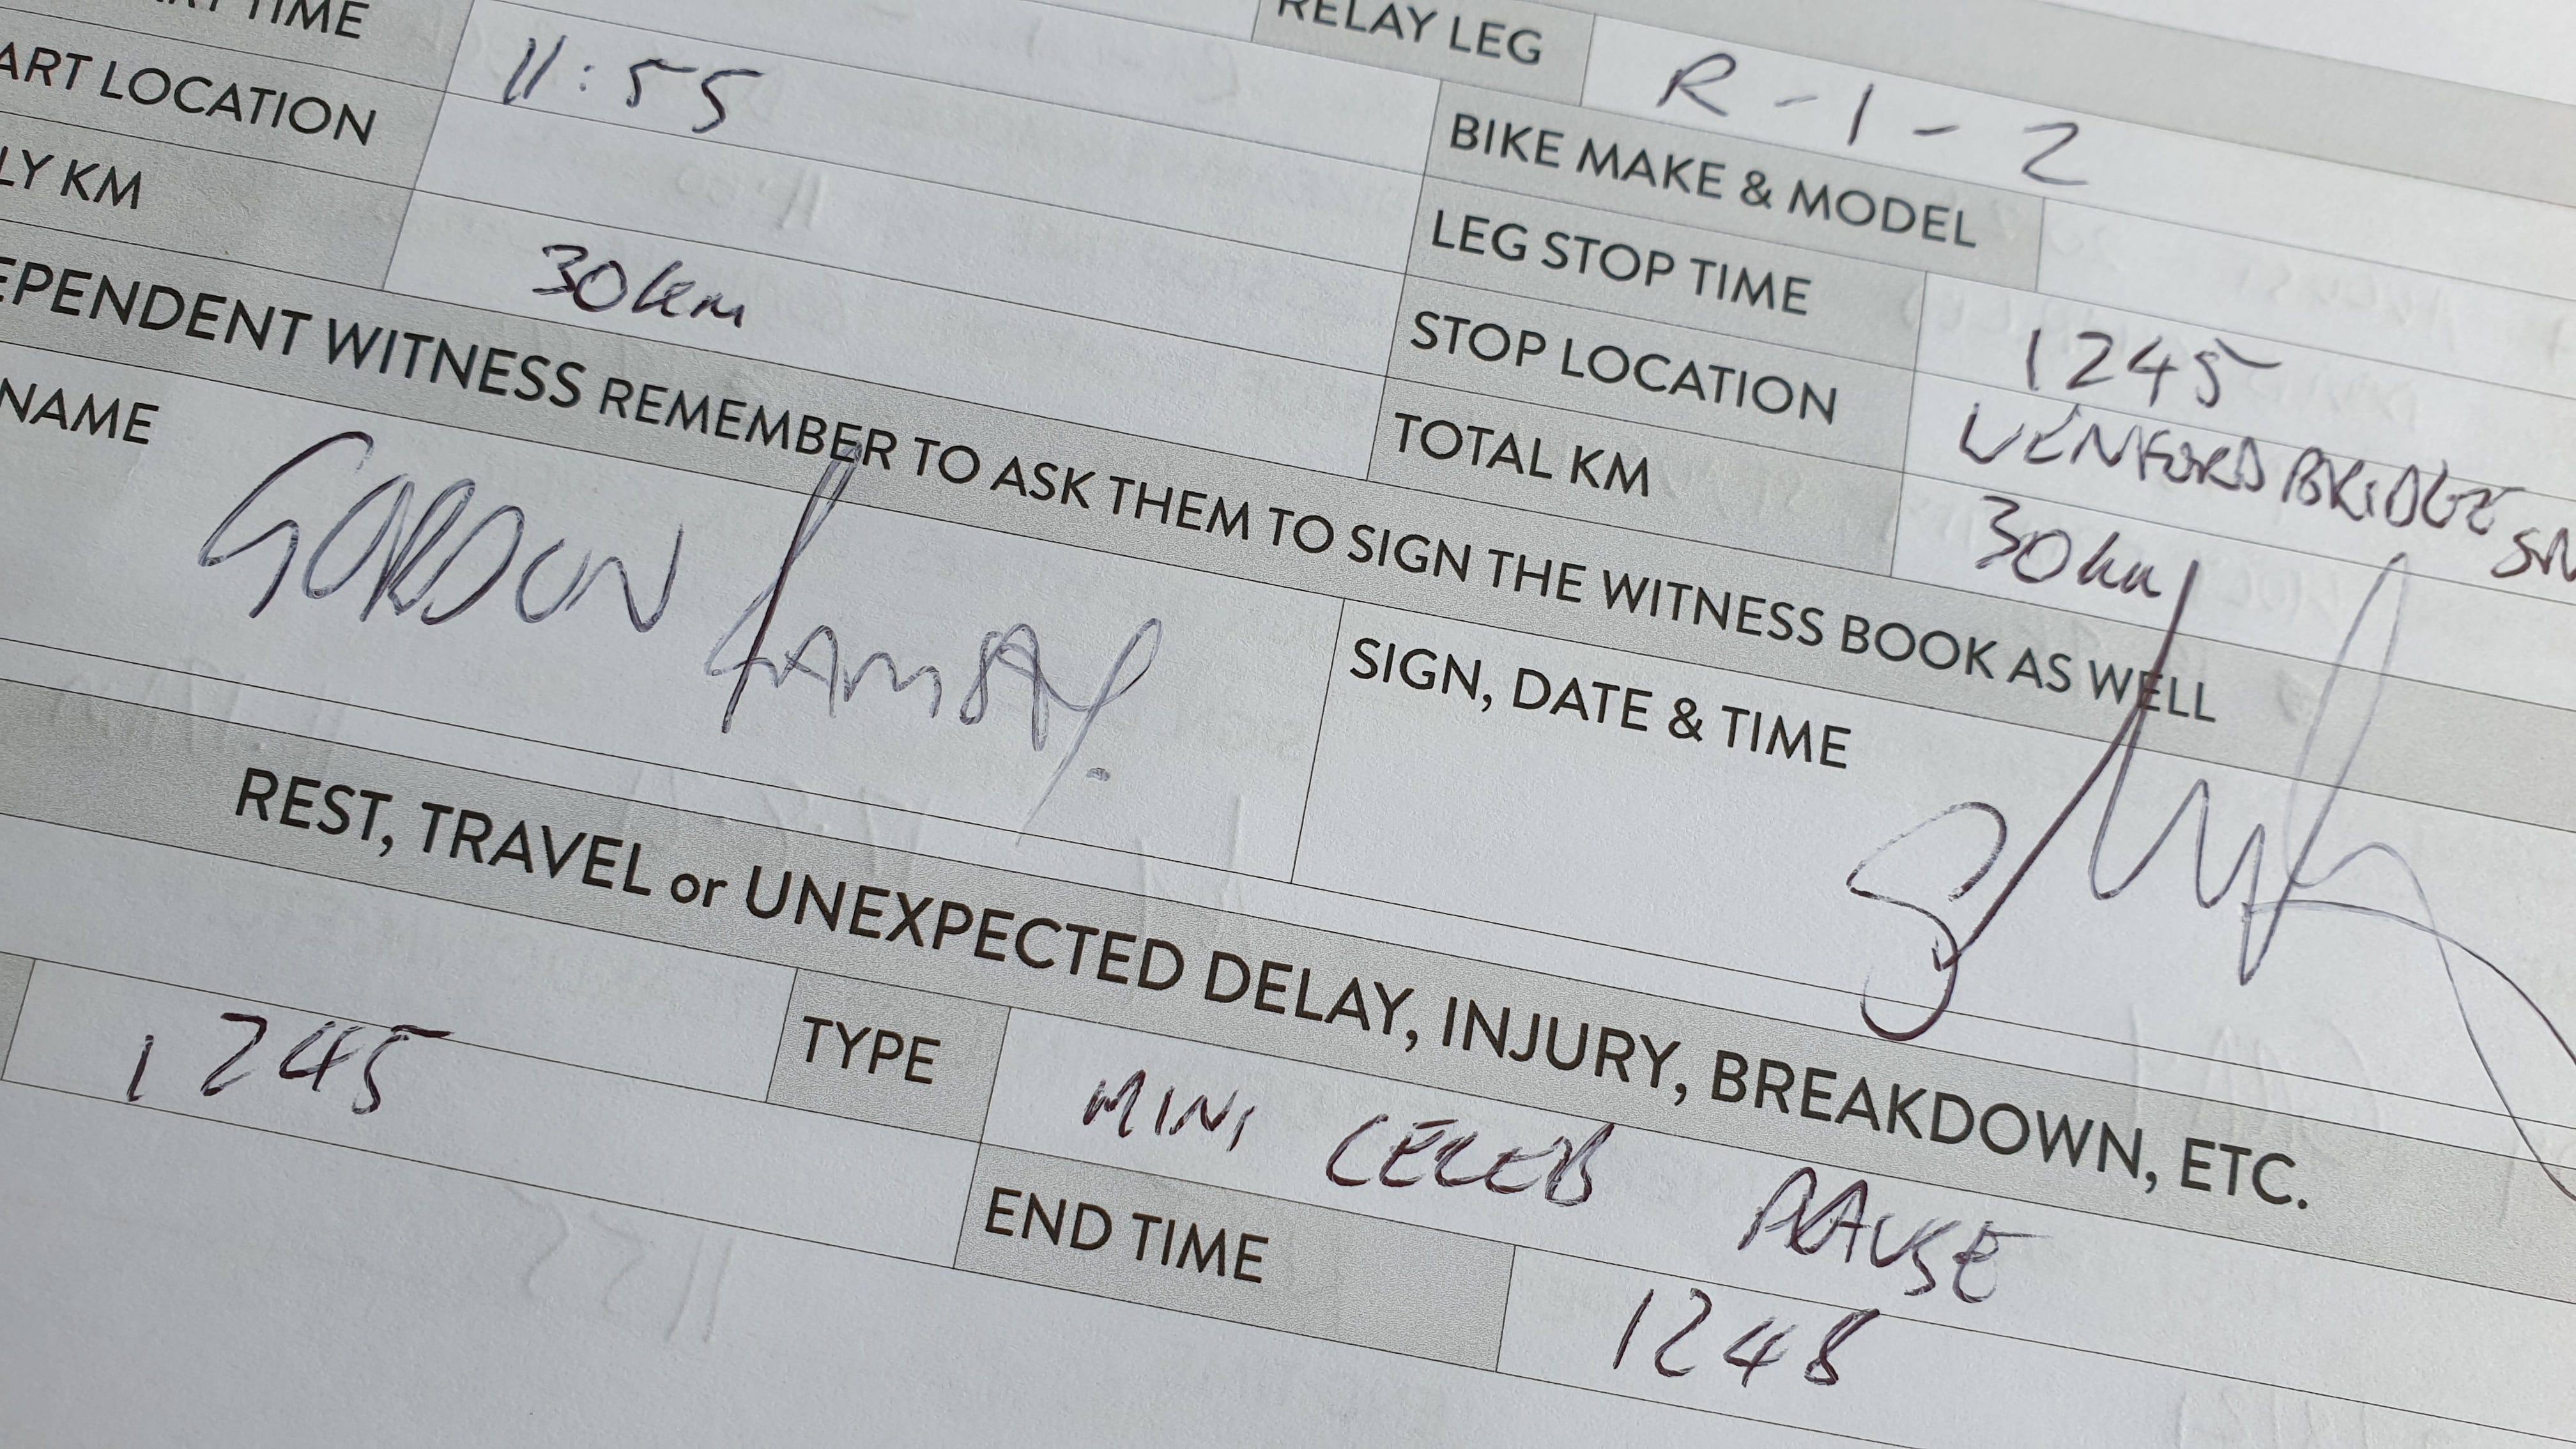 TIME
RELAY LEG R-1-2
ART LOCATION 11:55
BIKE MAKE & MODEL
LY KM 30km
LEG STOP TIME 1245
STOP LOCATION WENFORD BRIDGE
TOTAL KM 30km
EPENDENT WITNESS REMEMBER TO ASK THEM TO SIGN THE WITNESS BOOK AS WELL
NAME GORDON RAMSAY.
SIGN, DATE & TIME
REST, TRAVEL or UNEXPECTED DELAY, INJURY, BREAKDOWN, ETC.
1245
TYPE MINI CELEB PAUSE
END TIME 1248